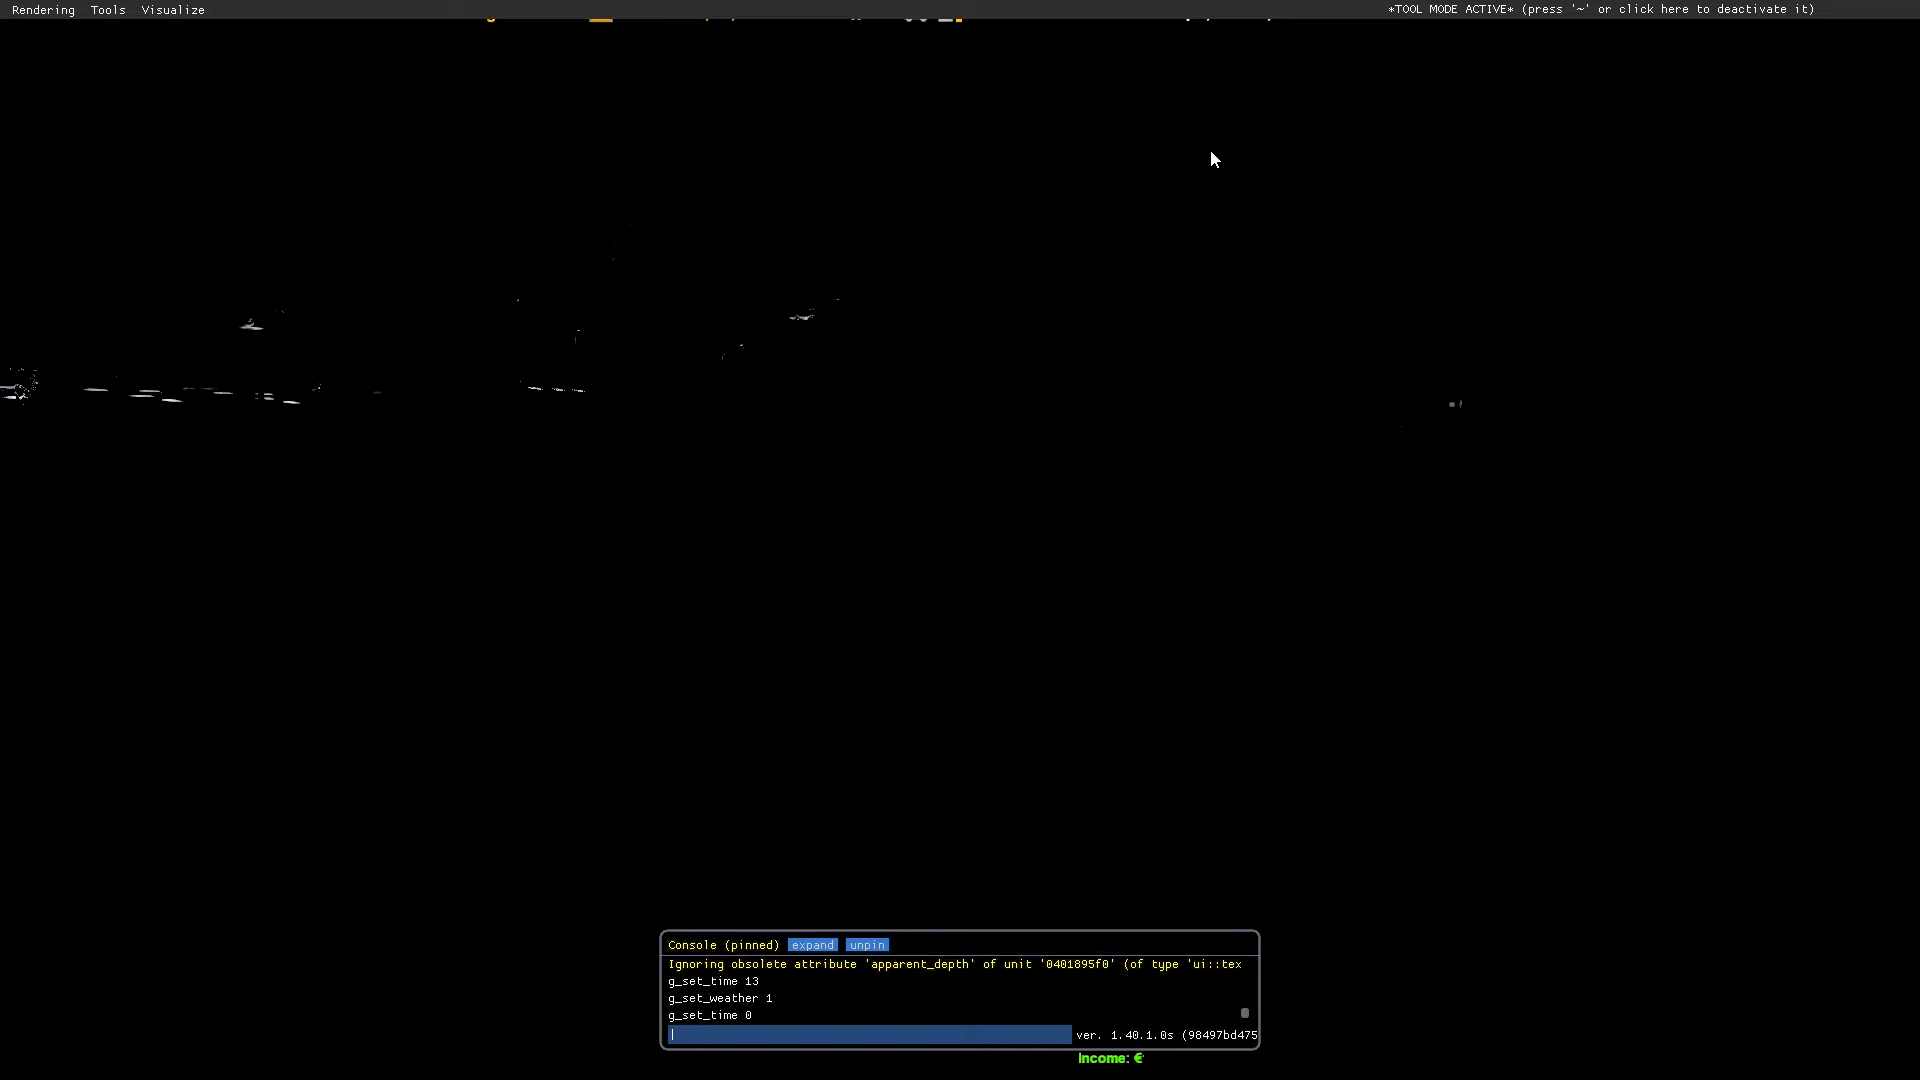 Rendering Tools Visualize *TOOL MODE ACTIVE* (press '~' or click here to deactivate it)
Console (pinned) expand unpin
Ignoring obsolete attribute 'apparent_depth' of unit '0401895f0' (of type 'ui::tex
g_set_time 13
g_set_weather 1
g_set_time 0
ver. 1.40.1.0s (98497bd475
Income: €